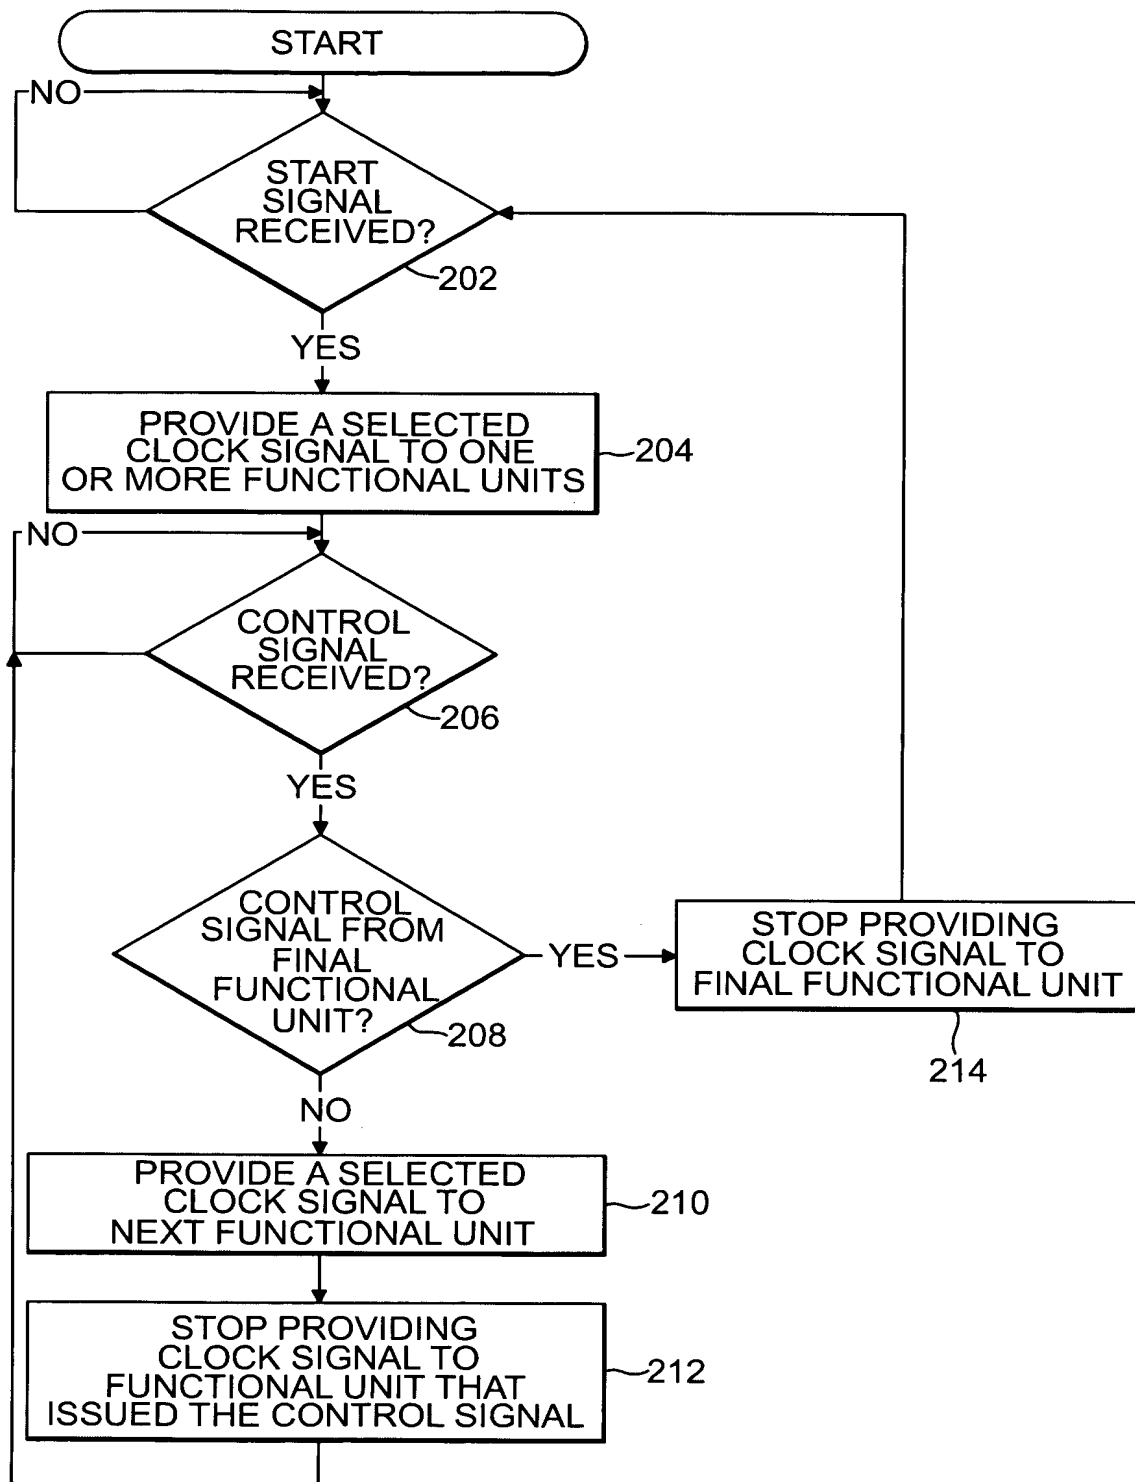 START
NO
START
SIGNAL
RECEIVED?
202
YES
PROVIDE A SELECTED
CLOCK SIGNAL TO ONE
OR MORE FUNCTIONAL UNITS
204
NO
CONTROL
SIGNAL
RECEIVED?
206
YES
CONTROL
SIGNAL FROM
FINAL
FUNCTIONAL
UNIT?
208
YES
STOP PROVIDING
CLOCK SIGNAL TO
FINAL FUNCTIONAL UNIT
214
NO
PROVIDE A SELECTED
CLOCK SIGNAL TO
NEXT FUNCTIONAL UNIT
210
STOP PROVIDING
CLOCK SIGNAL TO
FUNCTIONAL UNIT THAT
ISSUED THE CONTROL SIGNAL
212